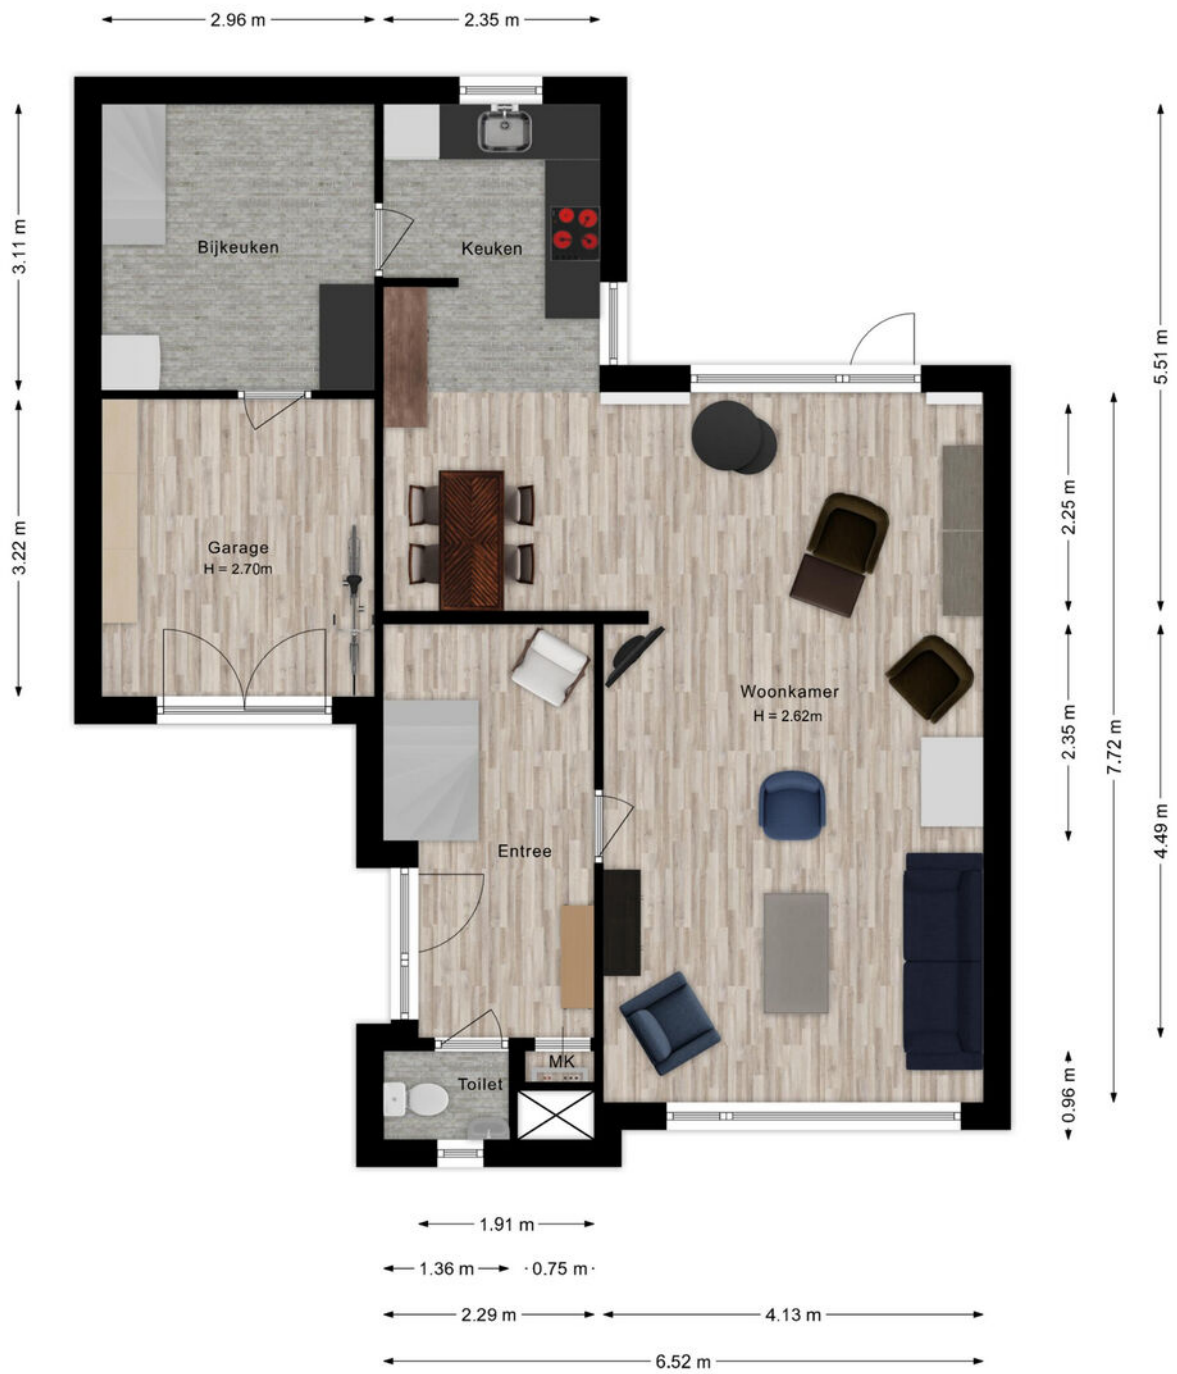 2.96 m
2.35 m
3.11 m
Bijkeuken
Keuken
5.51 m
2.25 m
3.22 m
Garage
H = 2.70m
Woonkamer
H = 2.62m
2.35 m
7.72 m
4.49 m
Entree
MK
Toilet
0.96 m
1.91 m
1.36 m
0.75 m
2.29 m
4.13 m
6.52 m